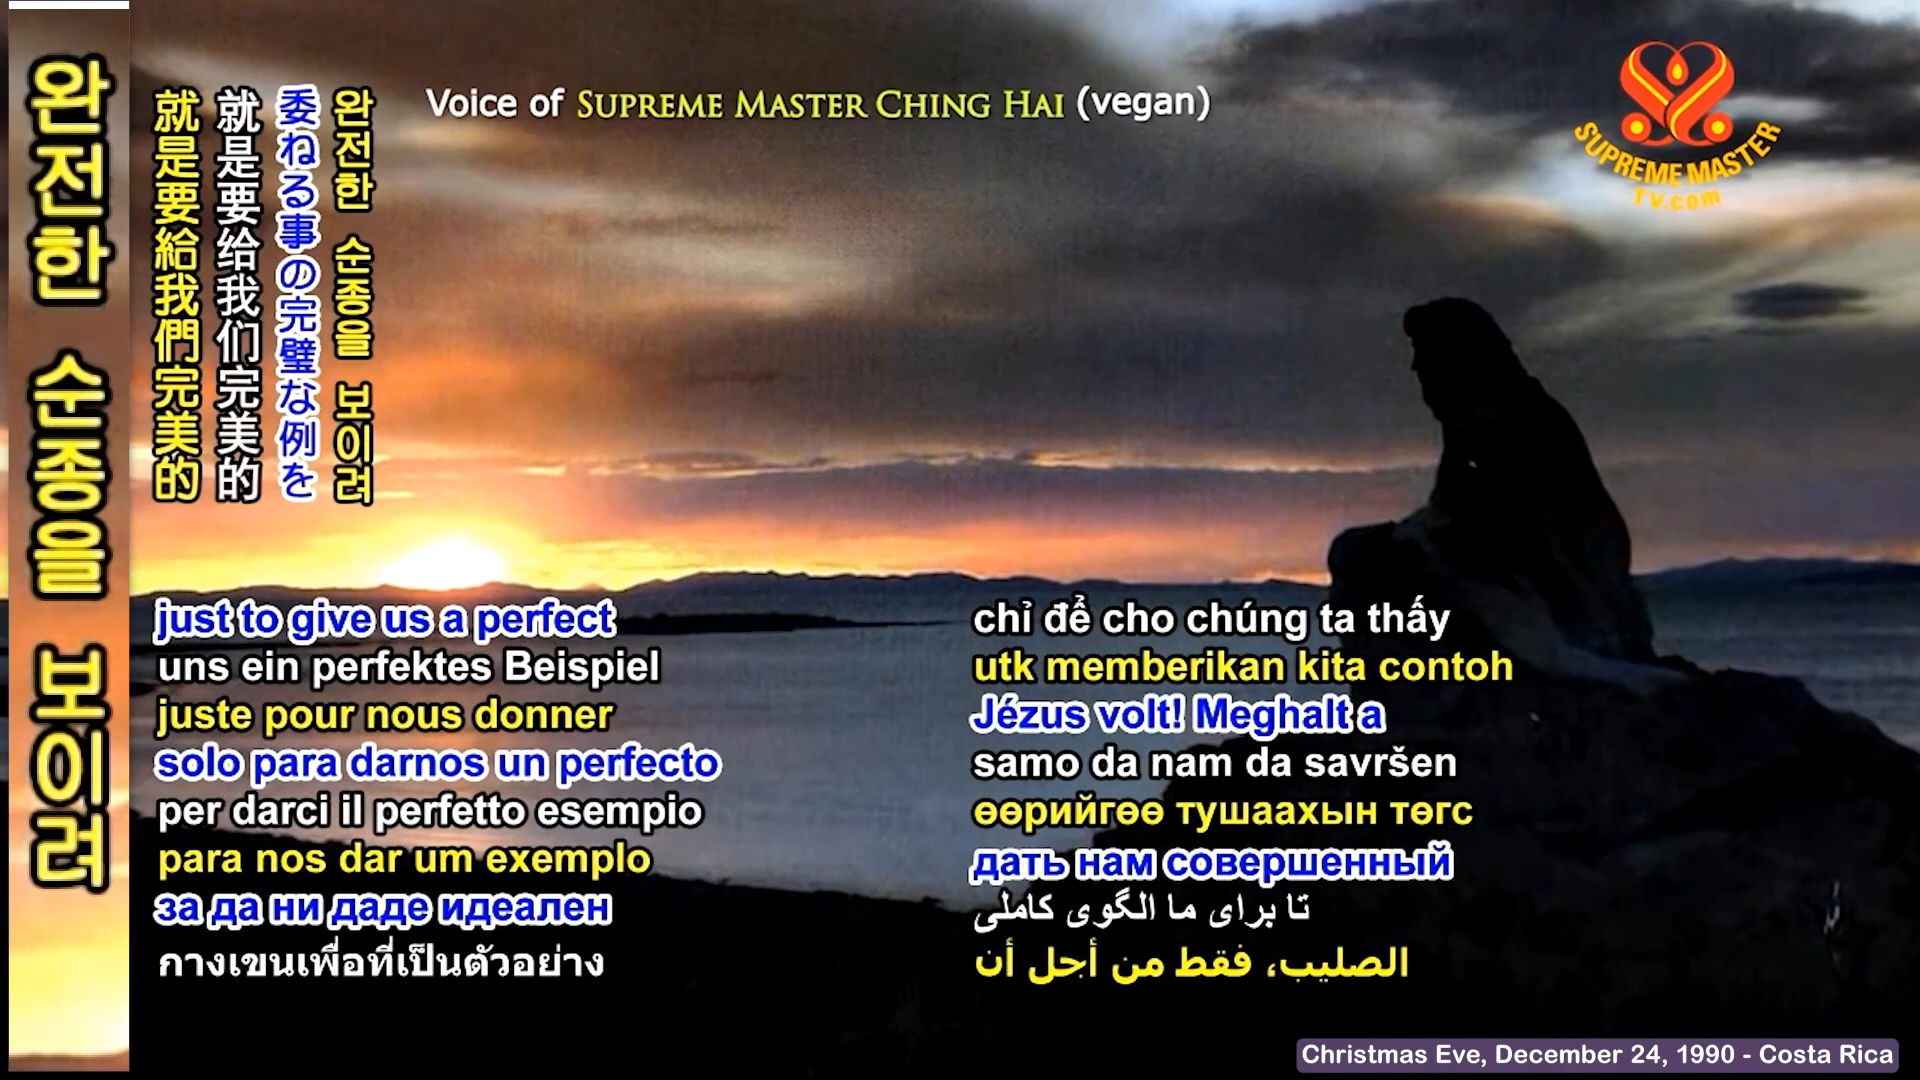 완전한 순종을 보이려
就是要給我們完美的
就是要给我们完美的
委ねる事の完璧な例を
완전한 순종을 보이려
Voice of SUPREME MASTER CHING HAI (vegan)
SUPREME MASTER
TV.com
just to give us a perfect
uns ein perfektes Beispiel
juste pour nous donner
solo para darnos un perfecto
per darci il perfetto esempio
para nos dar um exemplo
за да ни даде идеален
กางเขนเพื่อที่เป็นตัวอย่าง
chỉ để cho chúng ta thấy
utk memberikan kita contoh
Jézus volt! Meghalt a
samo da nam da savršen
өөрийгөө тушаахын төгс
дать нам совершенный
تا برای ما الگوی کاملی
الصليب، فقط من أجل أن
Christmas Eve, December 24, 1990 - Costa Rica